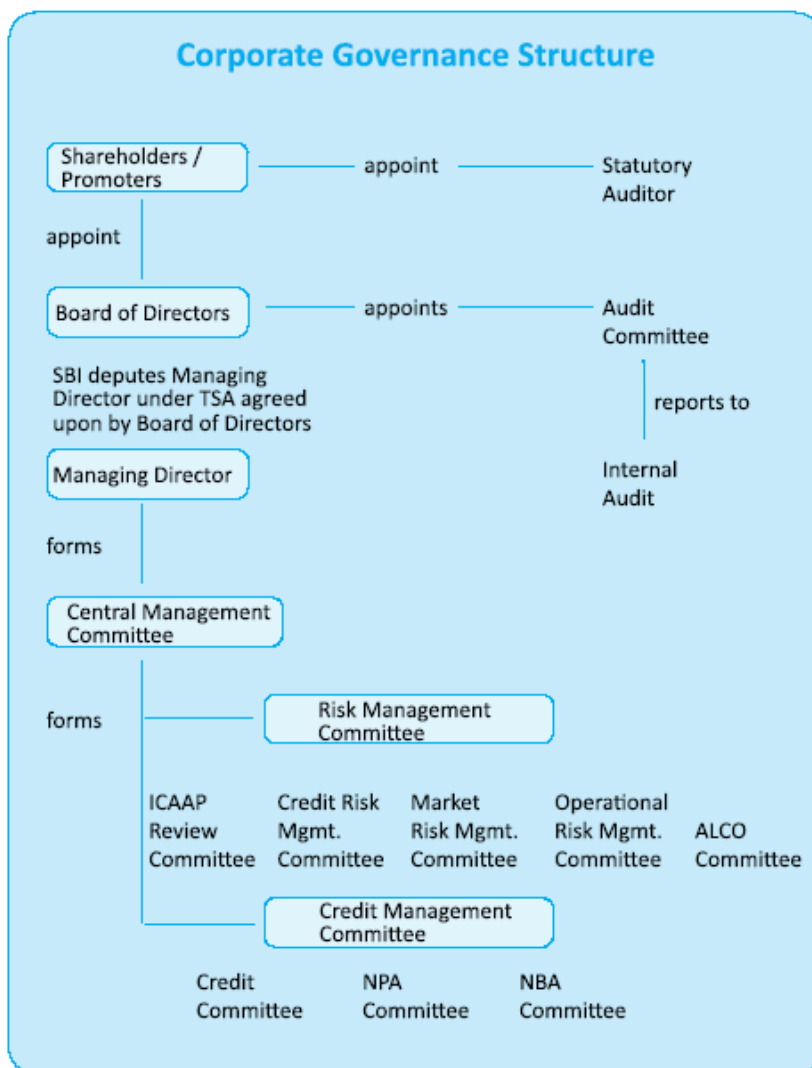 Corporate Governance Structure
Shareholders /
Promoters
appoint
Statutory
Auditor
appoint
Board of Directors
appoints
Audit
Committee
SBI deputes Managing
Director under TSA agreed
upon by Board of Directors
reports to
Managing Director
Internal
Audit
forms
Central Management
Committee
forms
Risk Management
Committee
ICAAP
Review
Committee
Credit Risk
Mgmt.
Committee
Market
Risk Mgmt.
Committee
Operational
Risk Mgmt.
Committee
ALCO
Committee
Credit Management
Committee
Credit
Committee
NPA
Committee
NBA
Committee